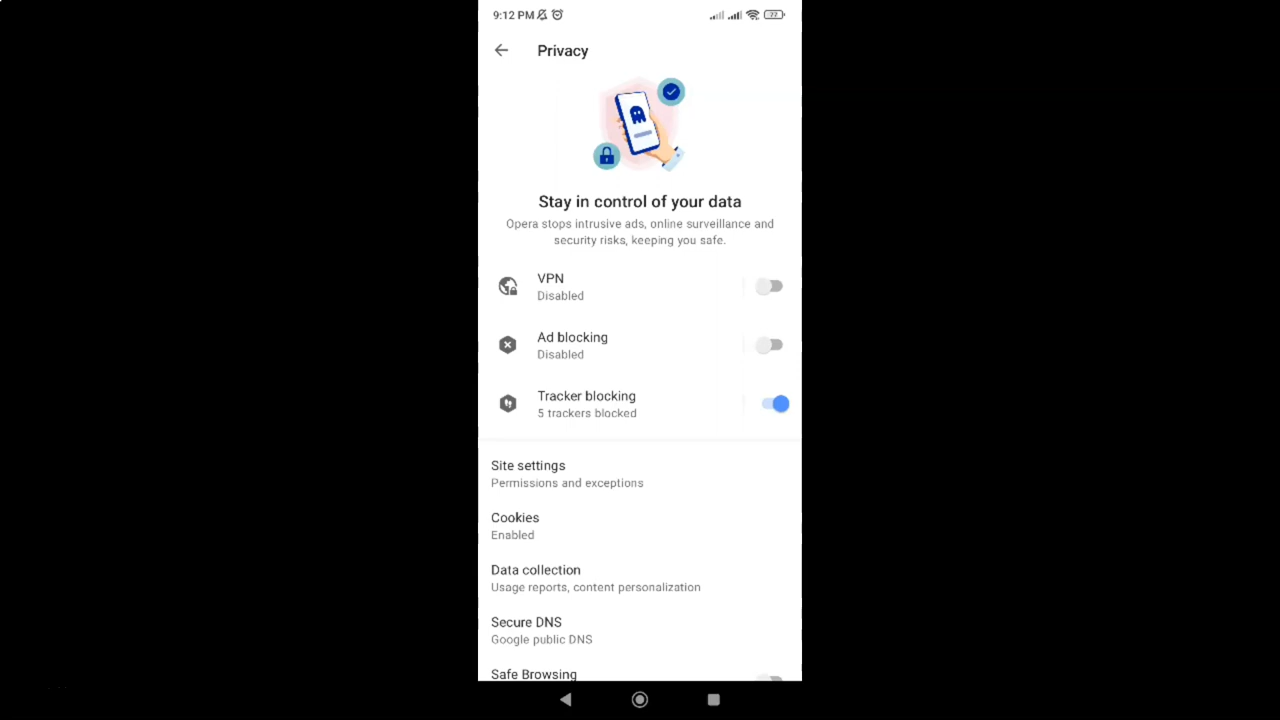 9:12 PM
27
Privacy
Stay in control of your data
Opera stops intrusive ads, online surveillance and
security risks, keeping you safe.
VPN
Disabled
Ad blocking
Disabled
Tracker blocking
5 trackers blocked
Site settings
Permissions and exceptions
Cookies
Enabled
Data collection
Usage reports, content personalization
Secure DNS
Google public DNS
Safe Browsing